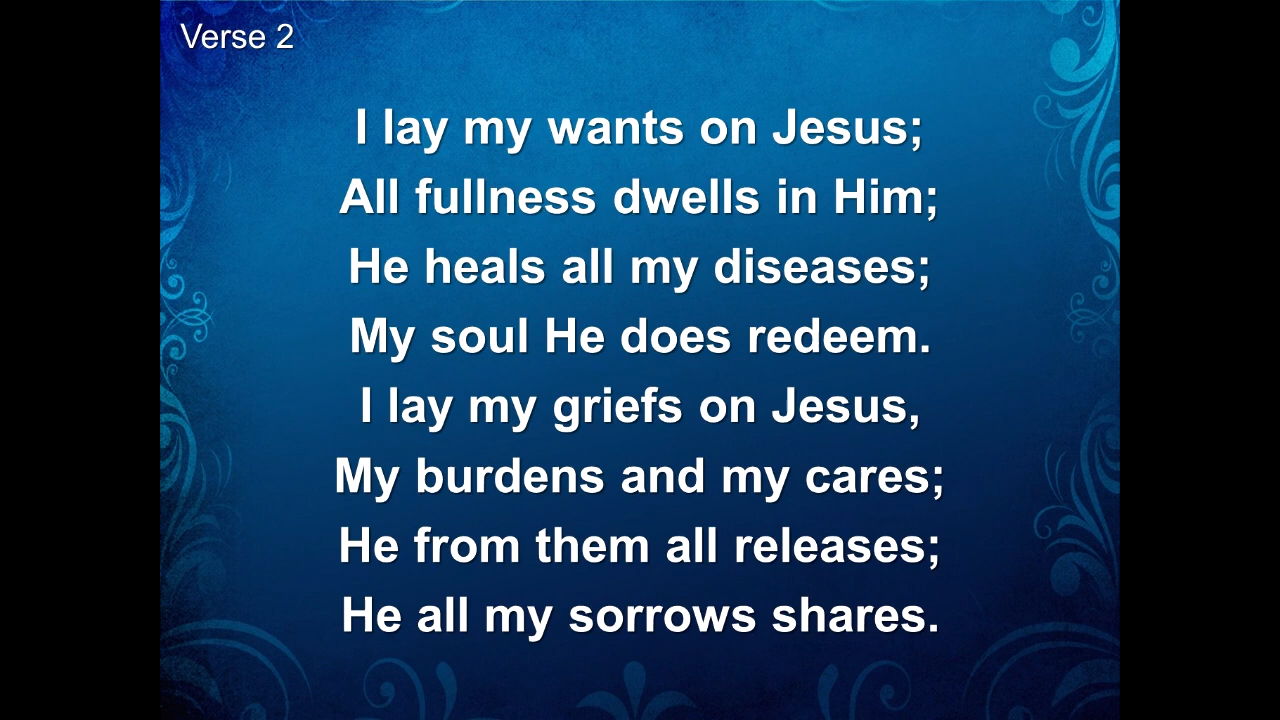 Verse 2
I lay my wants on Jesus;
All fullness dwells in Him;
He heals all my diseases;
My soul He does redeem.
I lay my griefs on Jesus,
My burdens and my cares;
He from them all releases;
He all my sorrows shares.